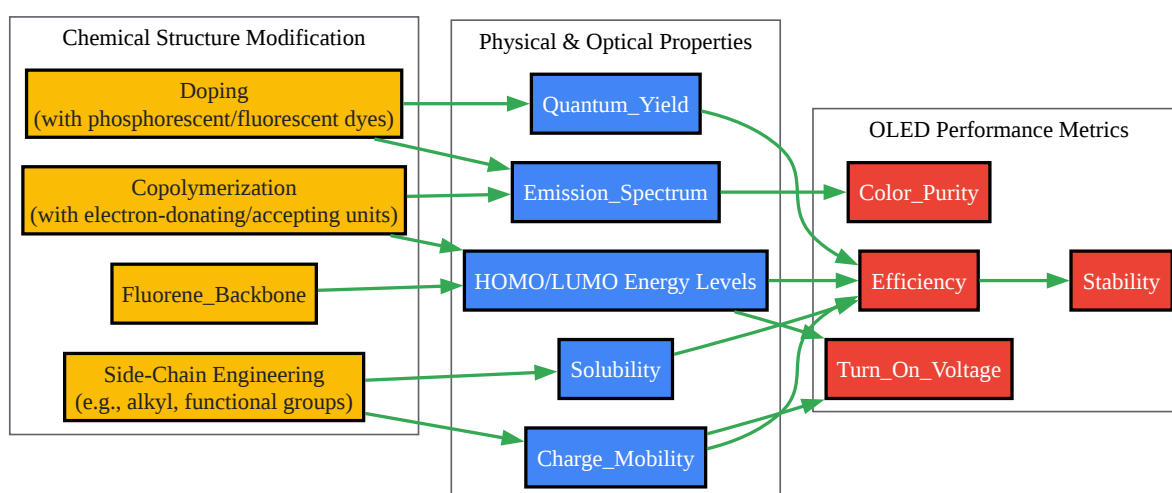 Chemical Structure Modification
Doping
(with phosphorescent/fluorescent dyes)
Copolymerization
(with electron-donating/accepting units)
Fluorene_Backbone
Side-Chain Engineering
(e.g., alkyl, functional groups)
Physical & Optical Properties
Quantum_Yield
Emission_Spectrum
HOMO/LUMO Energy Levels
Solubility
Charge_Mobility
OLED Performance Metrics
Color_Purity
Efficiency
Stability
Turn_On_Voltage